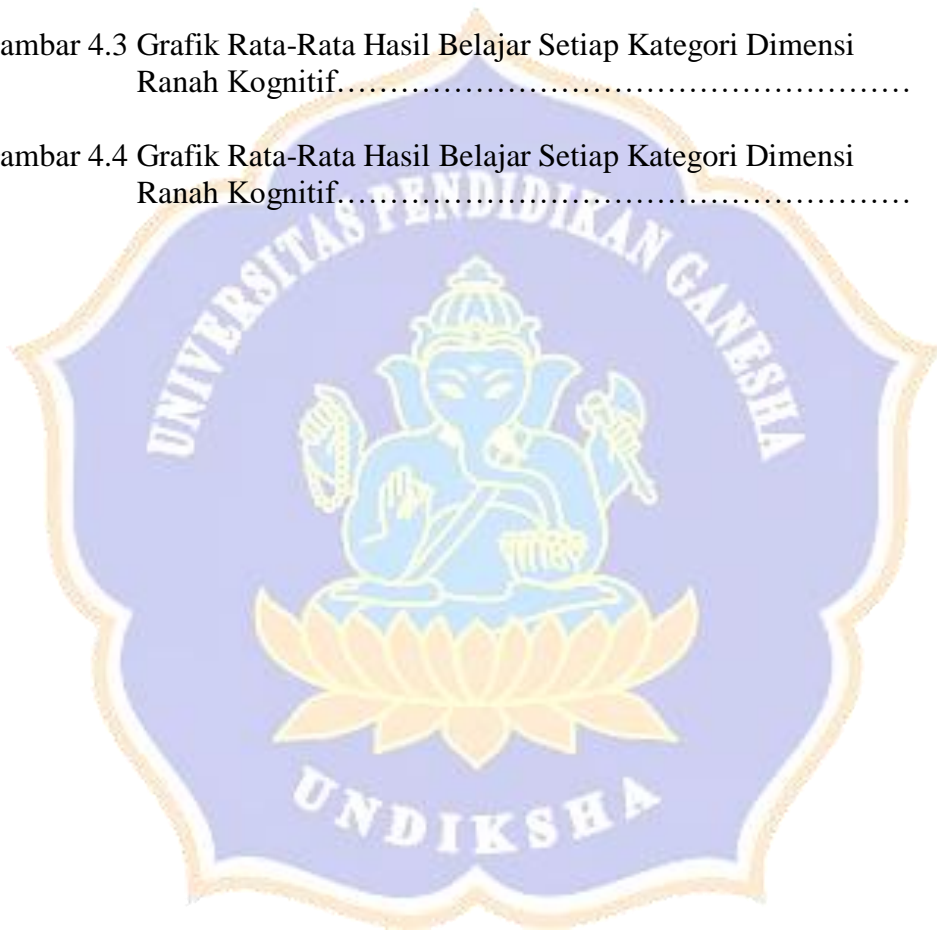 ambar 4.3 Grafik Rata-Rata Hasil Belajar Setiap Kategori Dimensi
Ranah Kognitif……………………………………………….
ambar 4.4 Grafik Rata-Rata Hasil Belajar Setiap Kategori Dimensi
Ranah Kognitif……………………………………………….
UNIVERSITAS PENDIDIKAN GANESHA
UNDIKSHA